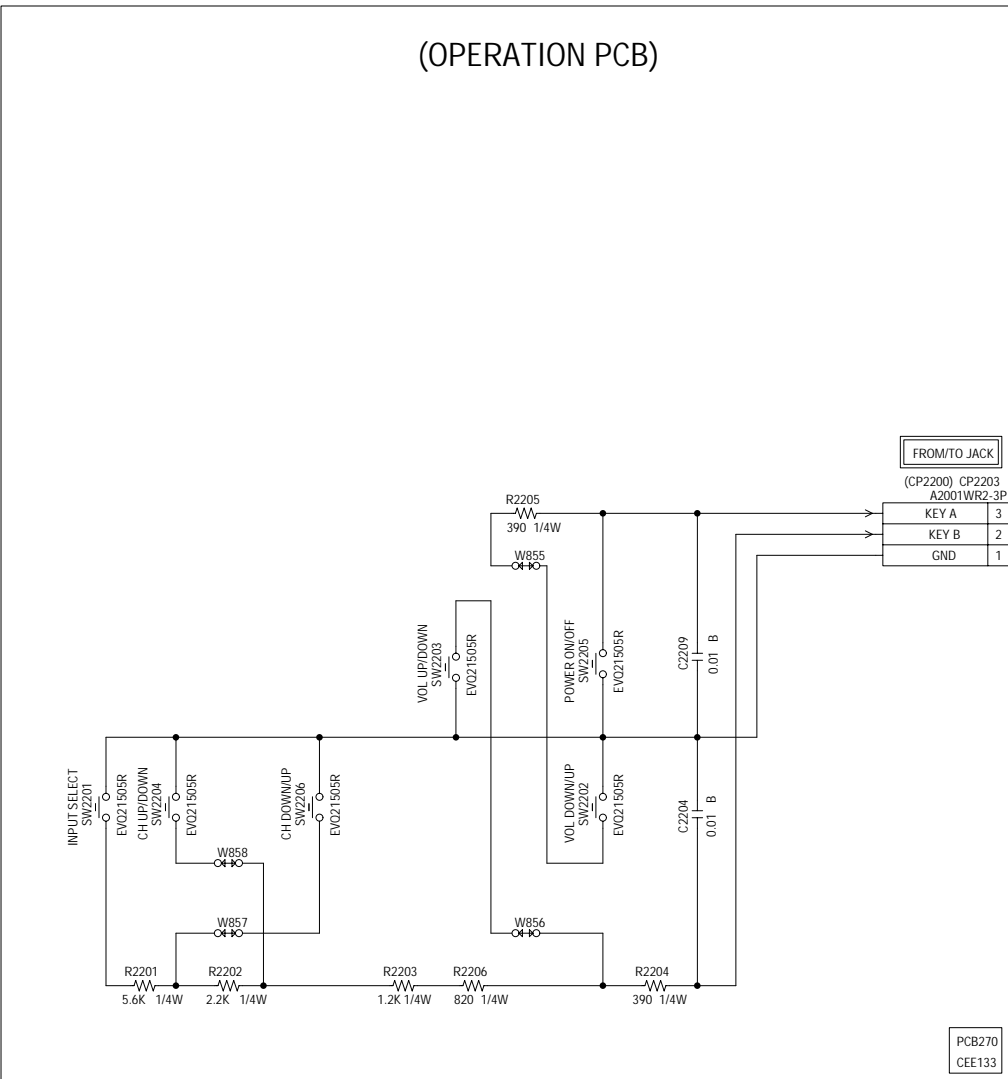 (OPERATION PCB)
FROM/TO JACK
(CP2200) CP2203
A2001WR2-3P
KEY A 3
KEY B 2
GND 1
R2205
390 1/4W
W855
VOL UP/DOWN
SW2203
EVQ21505R
POWER ON/OFF
SW2205
EVQ21505R
C2209
0.01 B
INPUT SELECT
SW2201
EVQ21505R
CH UP/DOWN
SW2204
EVQ21505R
CH DOWN/UP
SW2206
EVQ21505R
VOL DOWN/UP
SW2202
EVQ21505R
C2204
0.01 B
W858
W857
W856
R2201
5.6K 1/4W
R2202
2.2K 1/4W
R2203
1.2K 1/4W
R2206
820 1/4W
R2204
390 1/4W
PCB270
CEE133